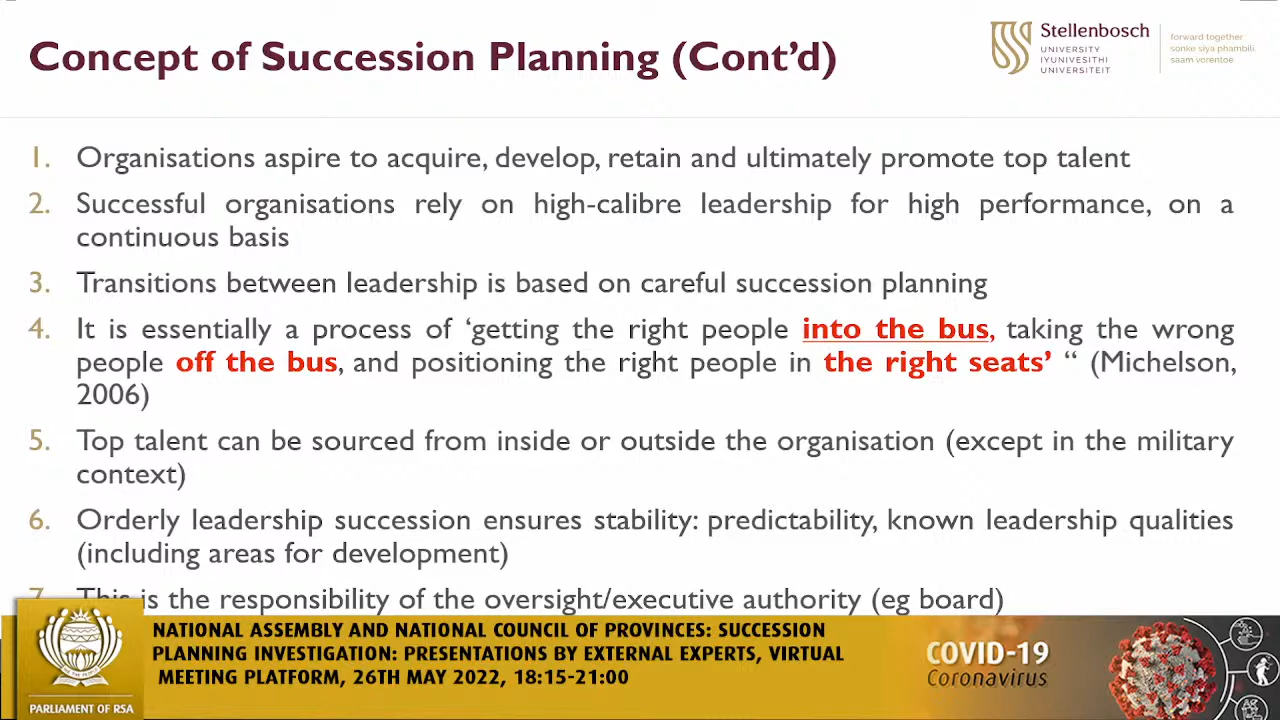 Concept of Succession Planning (Cont'd)
Stellenbosch
UNIVERSITY
IYUNIVESITHI
UNIVERSITEIT
forward together
sonke siya phambili
saam vorentoe
1. Organisations aspire to acquire, develop, retain and ultimately promote top talent
2. Successful organisations rely on high-calibre leadership for high performance, on a
continuous basis
3. Transitions between leadership is based on careful succession planning
4. It is essentially a process of ‘getting the right people into the bus, taking the wrong
people off the bus, and positioning the right people in the right seats’ “ (Michelson,
2006)
5. Top talent can be sourced from inside or outside the organisation (except in the military
context)
6. Orderly leadership succession ensures stability: predictability, known leadership qualities
(including areas for development)
7. This is the responsibility of the oversight/executive authority (eg board)
NATIONAL ASSEMBLY AND NATIONAL COUNCIL OF PROVINCES: SUCCESSION
PLANNING INVESTIGATION: PRESENTATIONS BY EXTERNAL EXPERTS, VIRTUAL
MEETING PLATFORM, 26TH MAY 2022, 18:15-21:00
PARLIAMENT OF RSA
COVID-19
Coronavirus